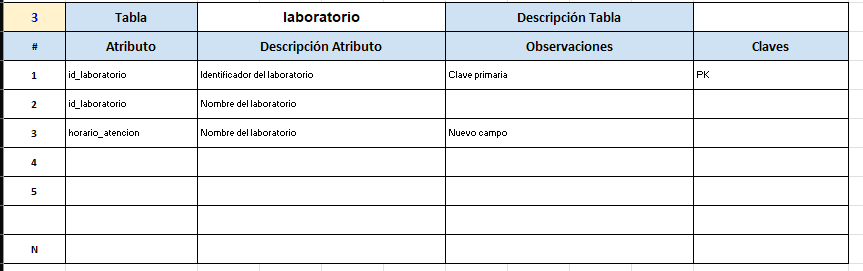 3 Tabla laboratorio Descripción Tabla
# Atributo Descripción Atributo Observaciones Claves
1 id_laboratorio Identificador del laboratorio Clave primaria PK
2 id_laboratorio Nombre del laboratorio
3 horario_atencion Nombre del laboratorio Nuevo campo
4
5
N